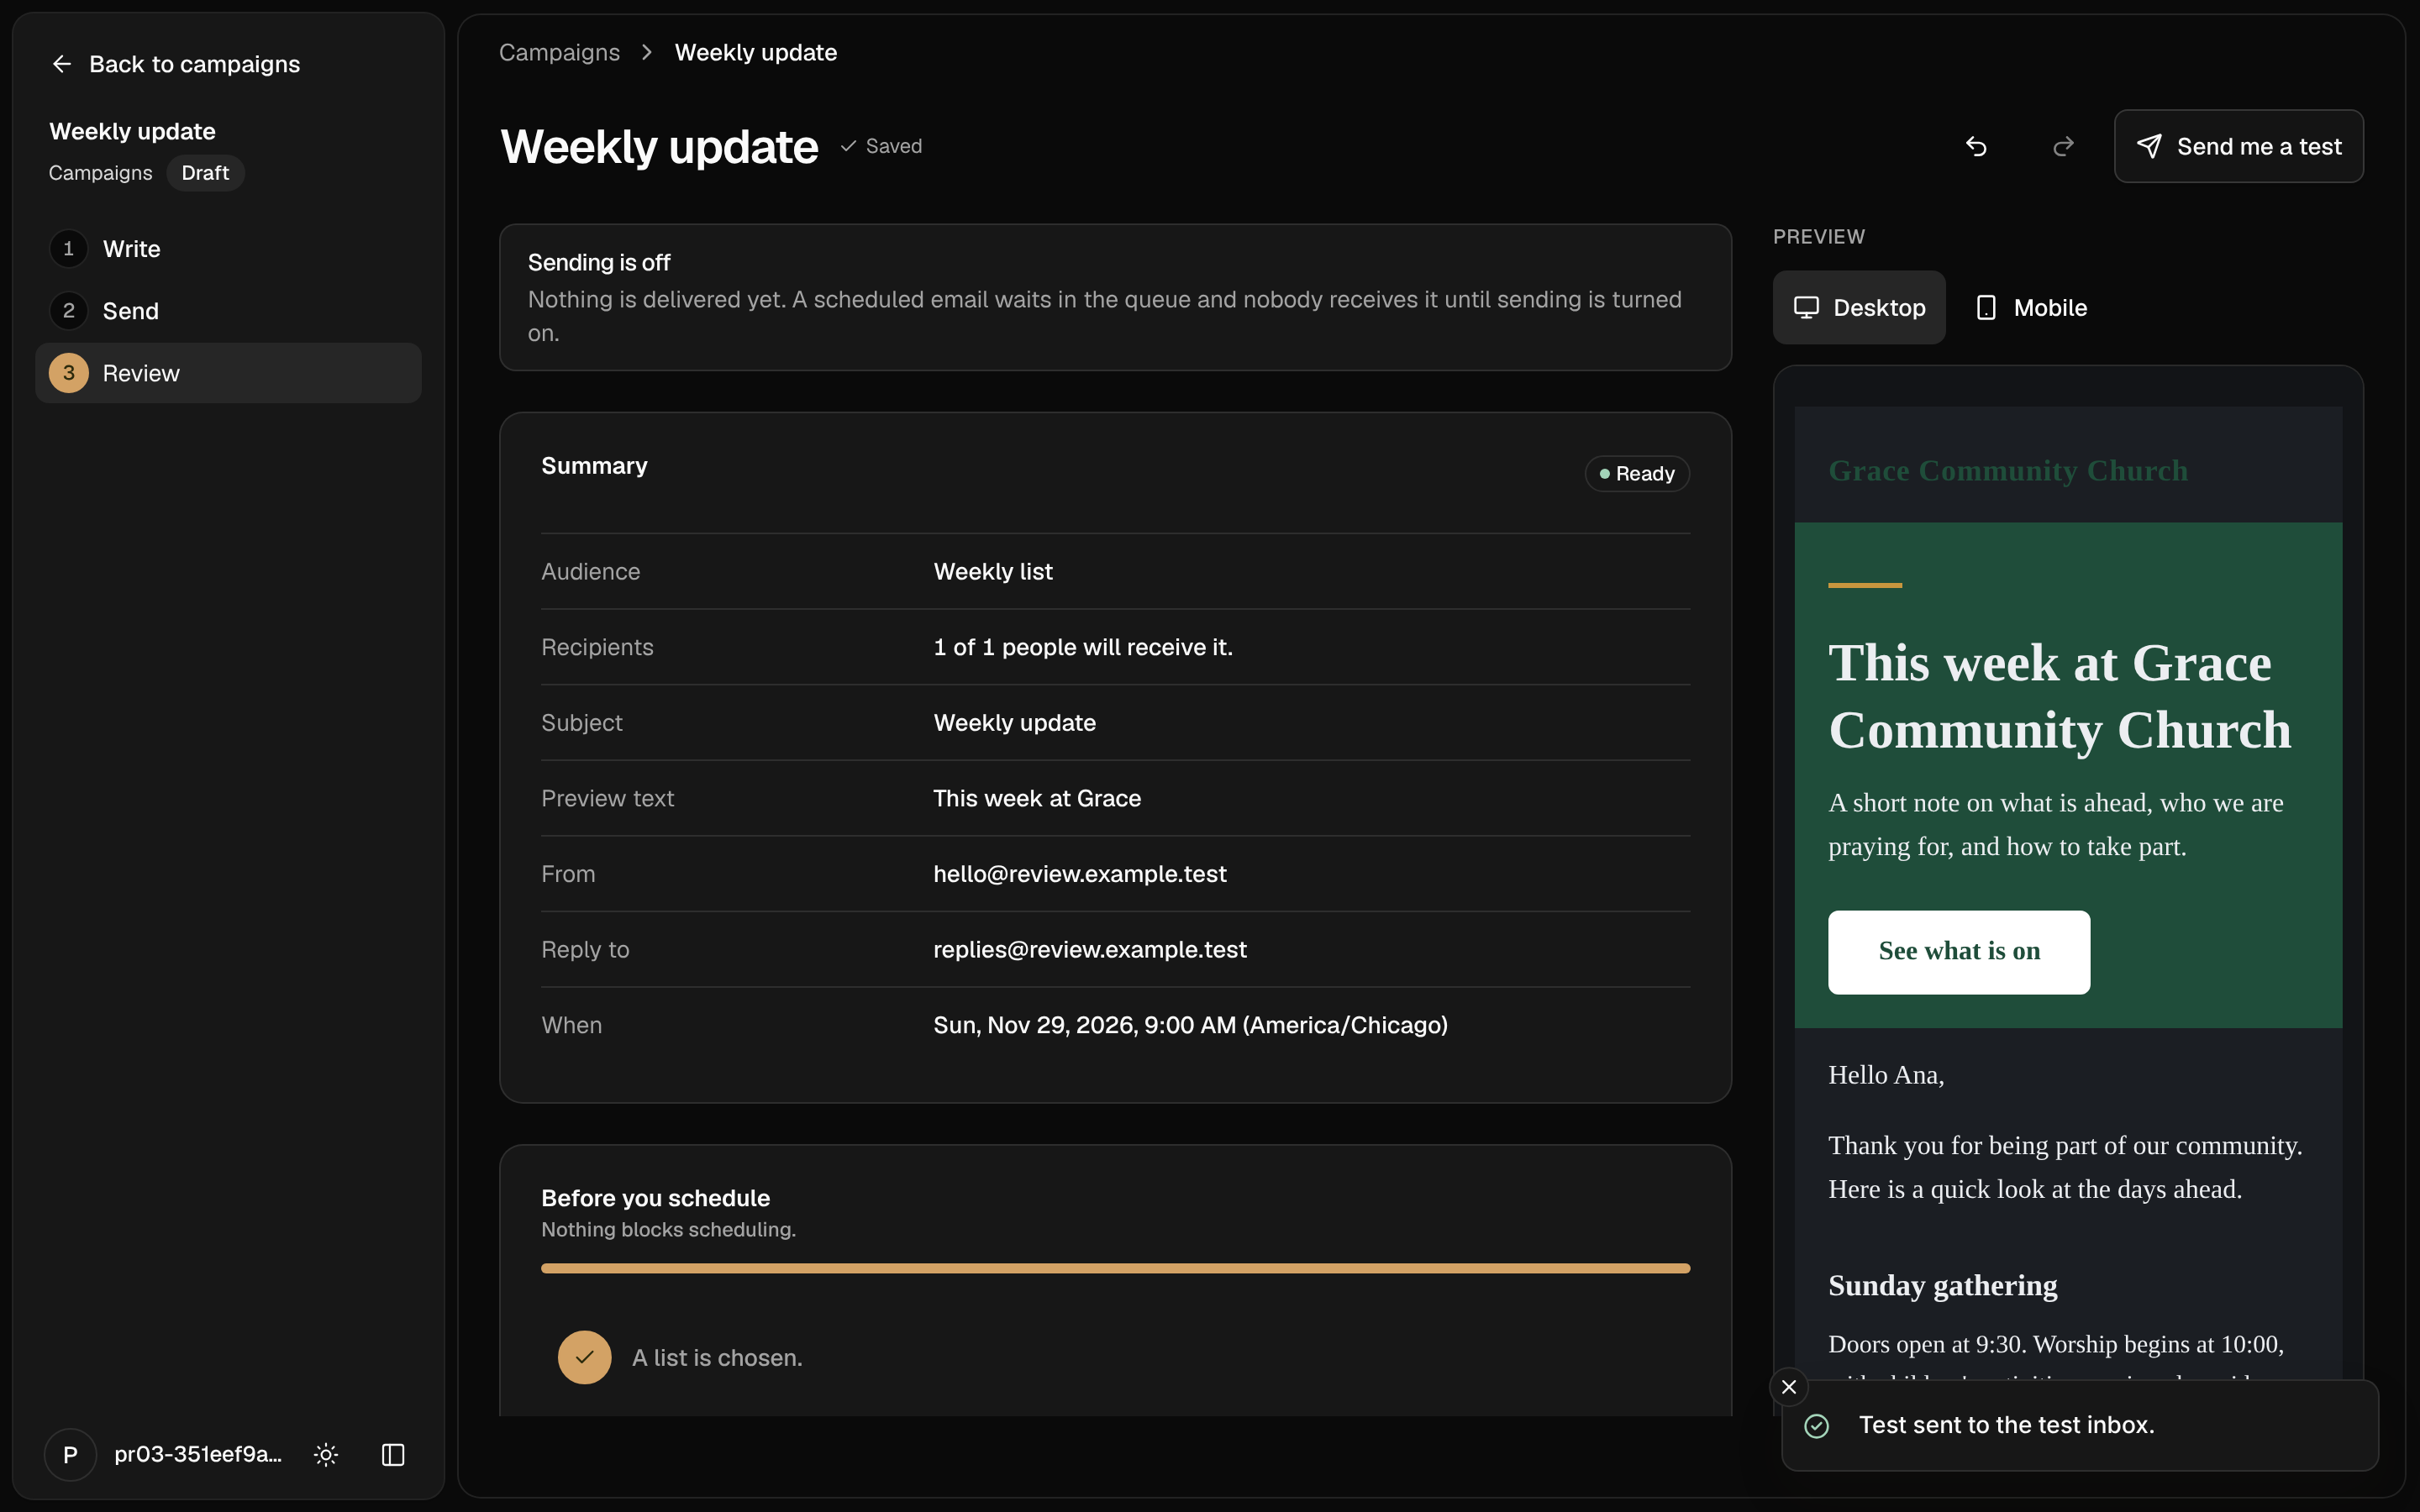 Back to campaigns
Weekly update
Campaigns Draft
1 Write
2 Send
3 Review
P pr03-351eef9a...
Campaigns > Weekly update
Weekly update Saved
Send me a test
Sending is off
Nothing is delivered yet. A scheduled email waits in the queue and nobody receives it until sending is turned
on.
Summary
Ready
Audience Weekly list
Recipients 1 of 1 people will receive it.
Subject Weekly update
Preview text This week at Grace
From hello@review.example.test
Reply to replies@review.example.test
When Sun, Nov 29, 2026, 9:00 AM (America/Chicago)
Before you schedule
Nothing blocks scheduling.
A list is chosen.
PREVIEW
Desktop Mobile
Grace Community Church
This week at Grace
Community Church
A short note on what is ahead, who we are
praying for, and how to take part.
See what is on
Hello Ana,
Thank you for being part of our community.
Here is a quick look at the days ahead.
Sunday gathering
Doors open at 9:30. Worship begins at 10:00,
Test sent to the test inbox.